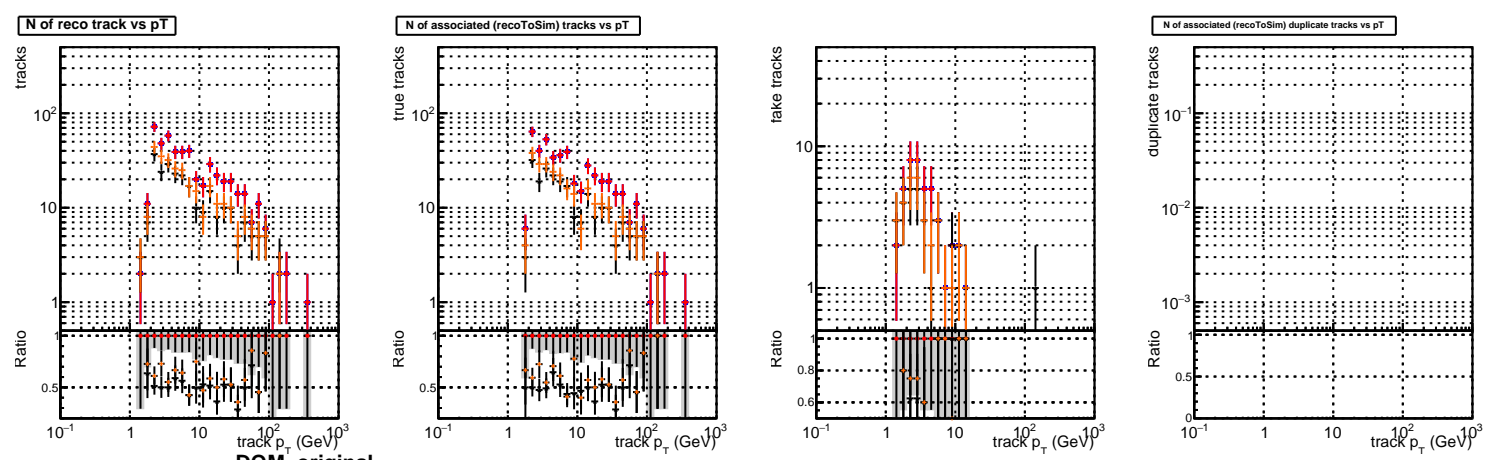 N of reco track vs pT
tracks
10²
10
1
Ratio
1
0.5
10⁻¹ 1 10 10² 10³
track p_T (GeV)
N of associated (recoToSim) tracks vs pT
true tracks
10²
10
1
Ratio
1
0.5
10⁻¹ 1 10 10² 10³
track p_T (GeV)
fake tracks
10
1
Ratio
1
0.8
0.6
10⁻¹ 1 10 10² 10³
track p_T (GeV)
N of associated (recoToSim) duplicate tracks vs pT
duplicate tracks
10⁻¹
10⁻²
10⁻³
Ratio
1
0.5
0
10⁻¹ 1 10 10² 10³
track p_T (GeV)